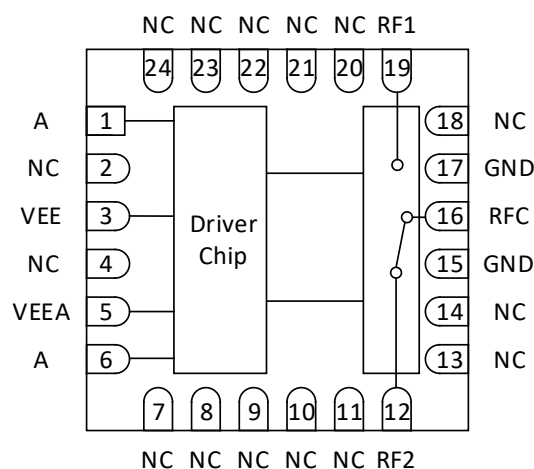 NC NC NC NC NC RF1
24 23 22 21 20 19
A 1 18 NC
NC 2 17 GND
VEE 3 16 RFC
Driver
Chip
NC 4 15 GND
VEEA 5 14 NC
A 6 13 NC
7 8 9 10 11 12
NC NC NC NC NC RF2